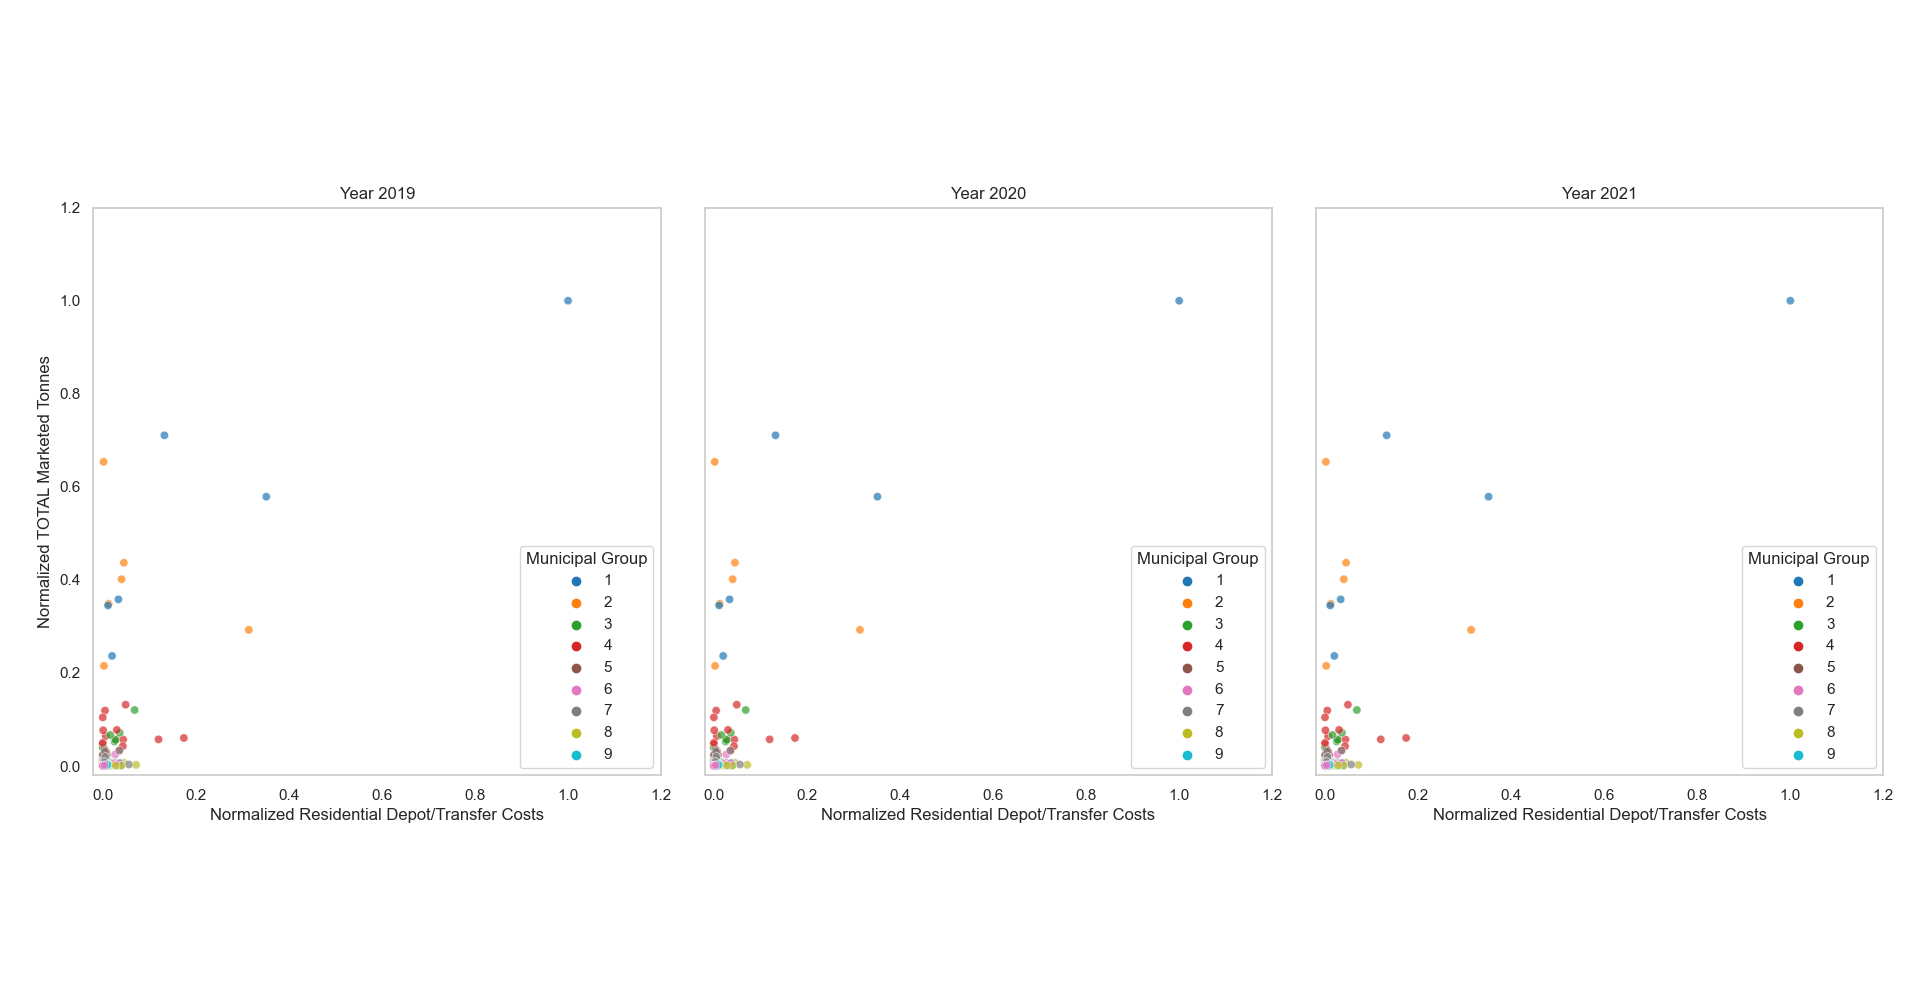 Year 2019
Year 2020
Year 2021
Normalized TOTAL Marketed Tonnes
1.2
1.0
0.8
0.6
0.4
0.2
0.0
Municipal Group
1
2
3
4
5
6
7
8
9
Municipal Group
1
2
3
4
5
6
7
8
9
Municipal Group
1
2
3
4
5
6
7
8
9
0.0 0.2 0.4 0.6 0.8 1.0 1.2
0.0 0.2 0.4 0.6 0.8 1.0 1.2
0.0 0.2 0.4 0.6 0.8 1.0 1.2
Normalized Residential Depot/Transfer Costs
Normalized Residential Depot/Transfer Costs
Normalized Residential Depot/Transfer Costs